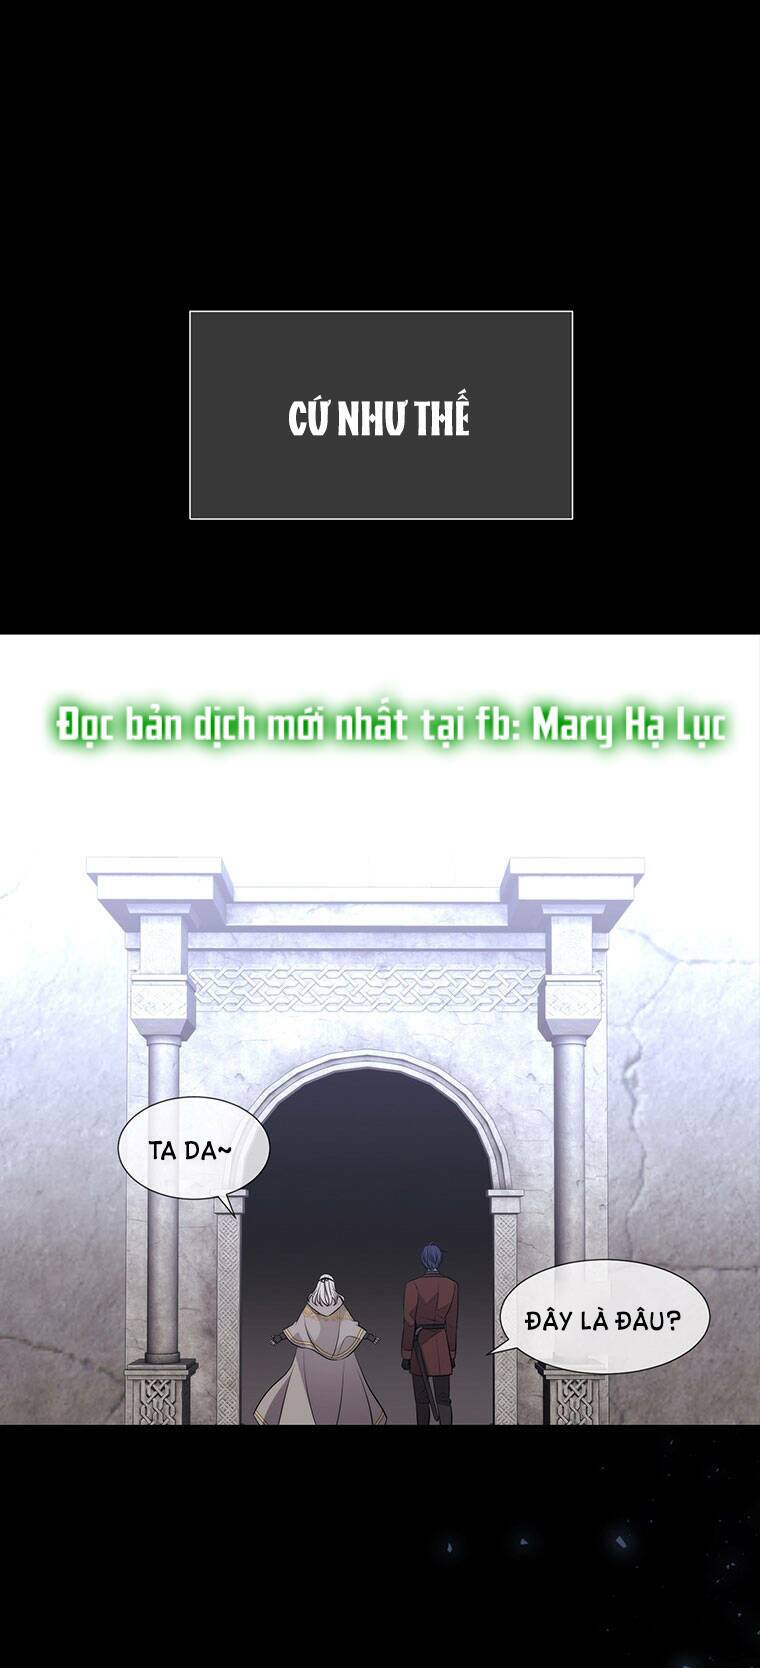 CỨ NHƯ THẾ
Đọc bản dịch mới nhất tại fb: Mary Hạ Lục
TA DA~
ĐÂY LÀ ĐÂU?